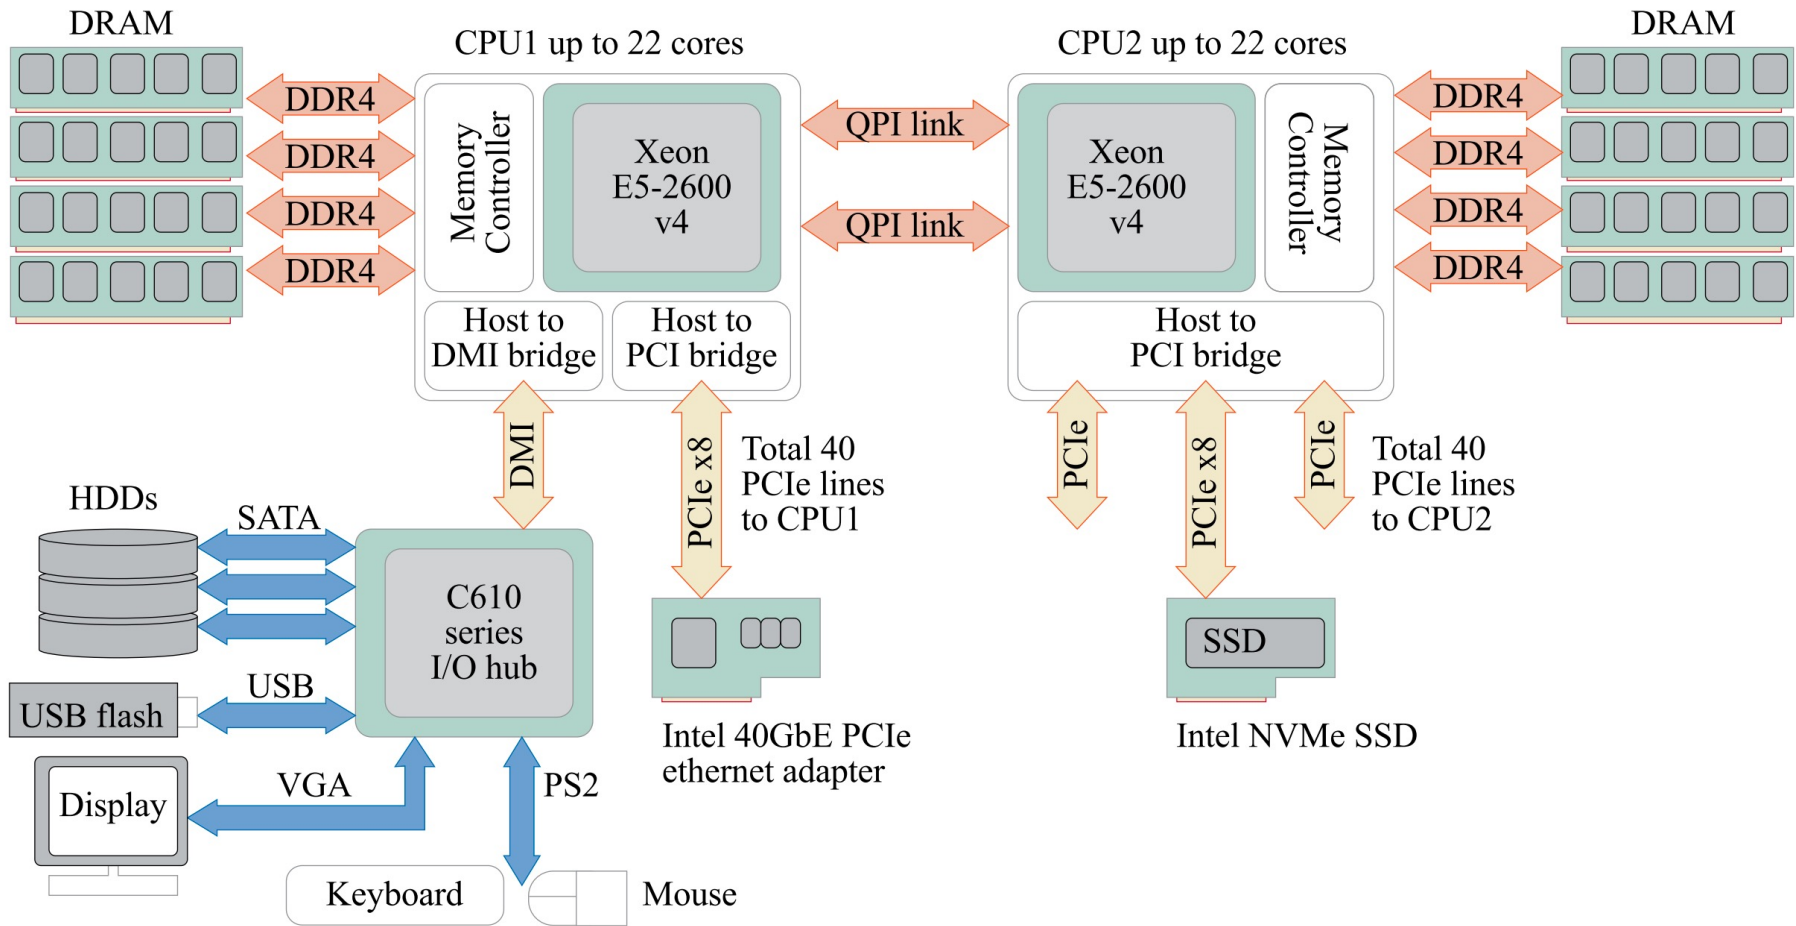 DRAM
CPU1 up to 22 cores
CPU2 up to 22 cores
DRAM
DDR4
DDR4
DDR4
DDR4
Memory
Controller
Xeon
E5-2600
v4
QPI link
QPI link
Xeon
E5-2600
v4
Memory
Controller
DDR4
DDR4
DDR4
DDR4
Host to
DMI bridge
Host to
PCI bridge
Host to
PCI bridge
DMI
PCIe x8
Total 40
PCIe lines
to CPU1
PCIe
PCIe x8
PCIe
Total 40
PCIe lines
to CPU2
HDDs
SATA
C610
series
I/O hub
USB flash
USB
SSD
Intel 40GbE PCIe
ethernet adapter
Intel NVMe SSD
Display
VGA
PS2
Keyboard
Mouse